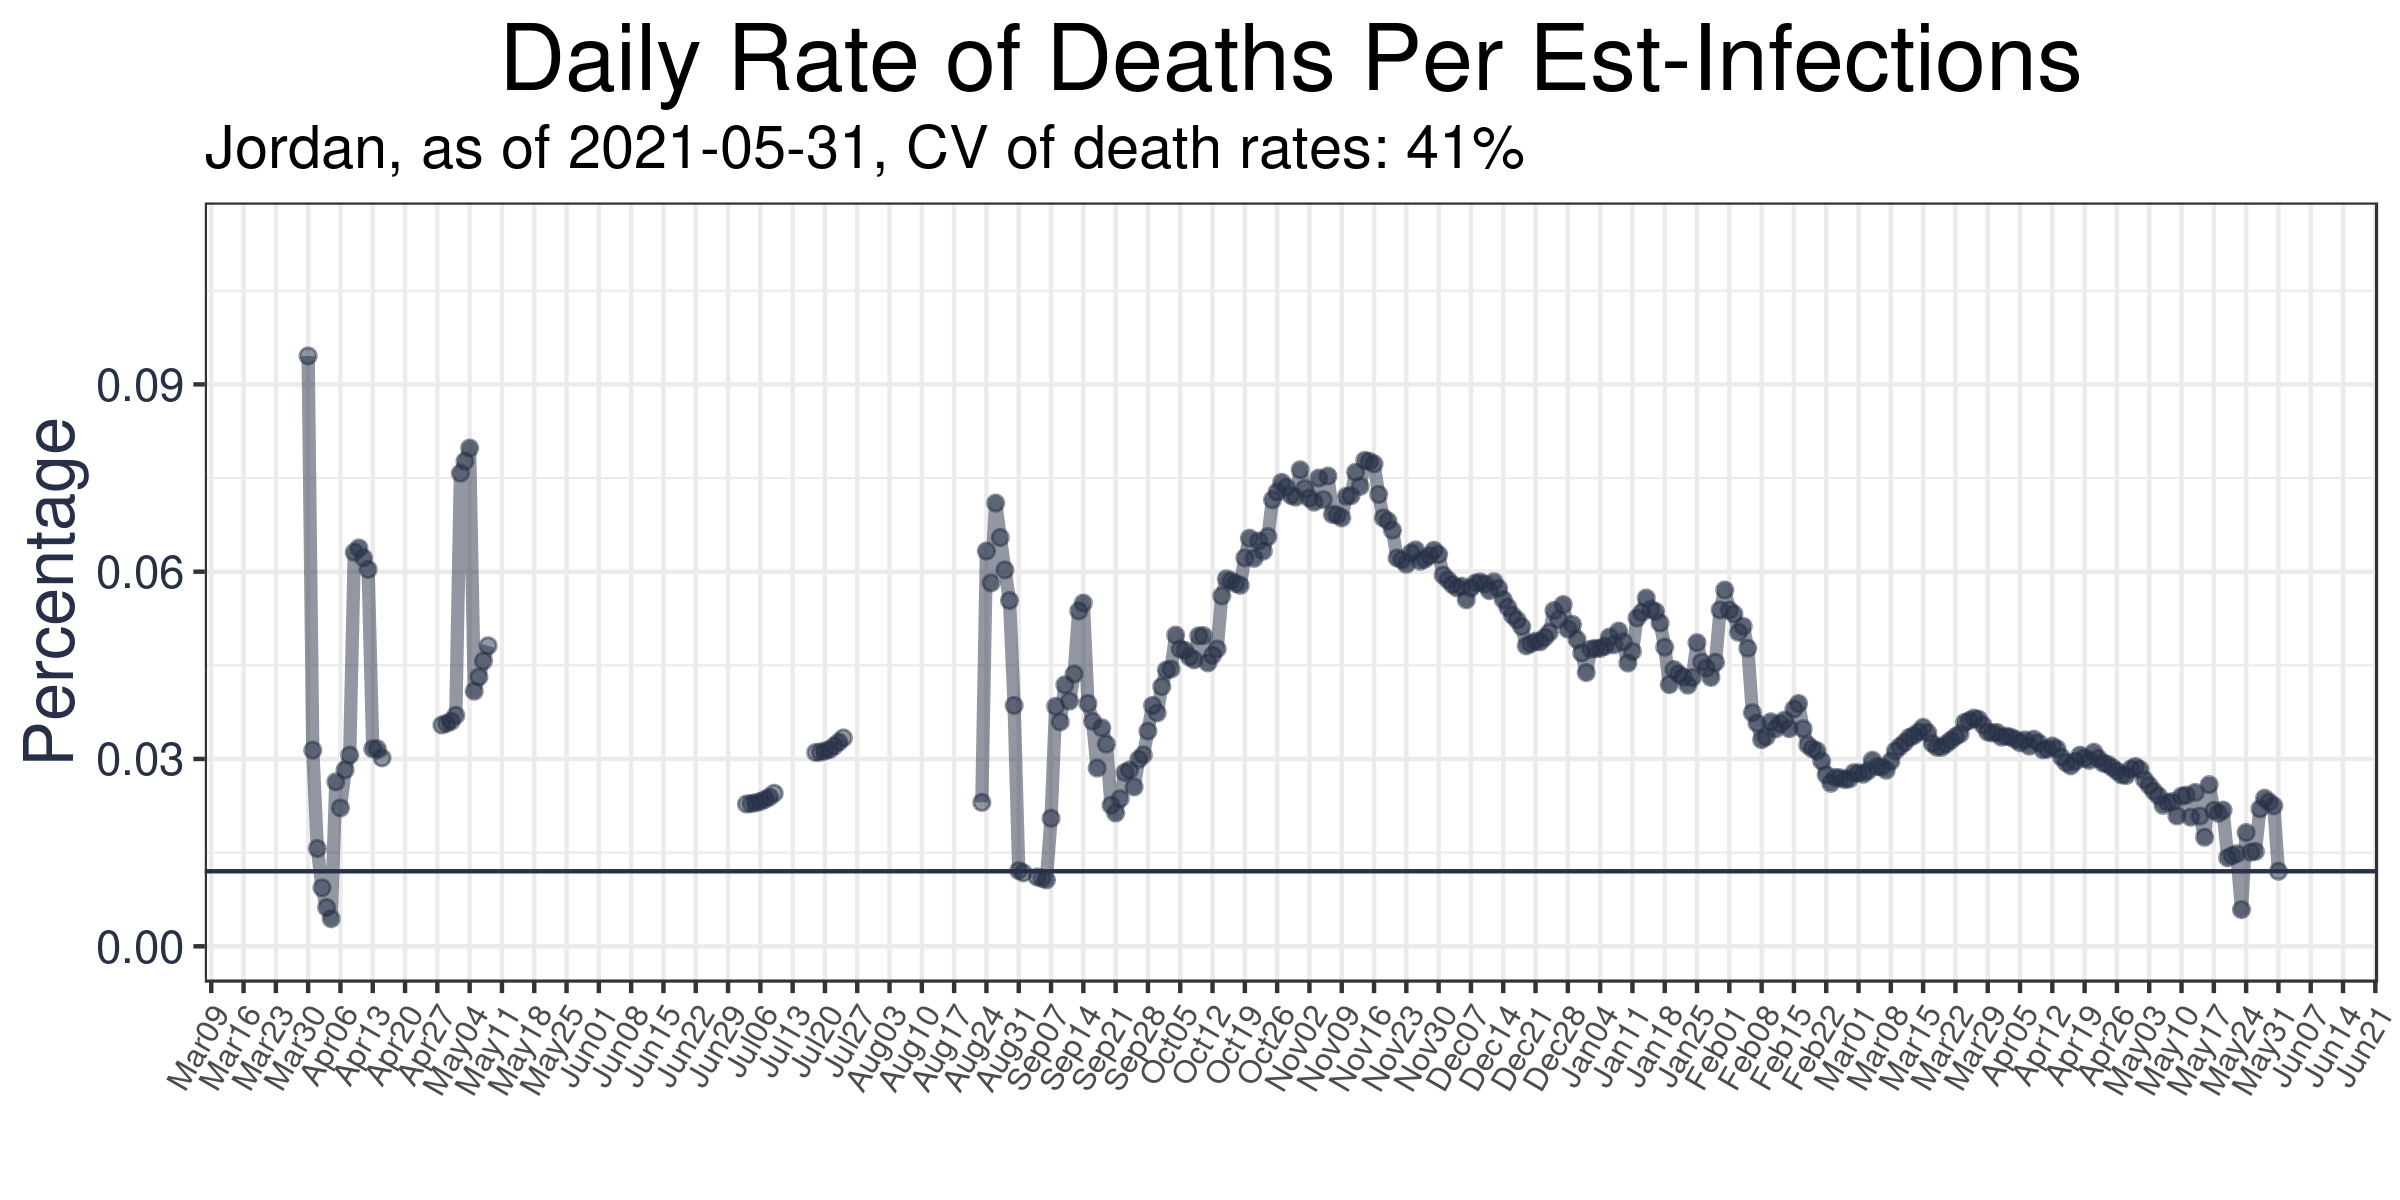 Daily Rate of Deaths Per Est-Infections
Jordan, as of 2021-05-31, CV of death rates: 41%
Percentage
0.09
0.06
0.03
0.00
Mar09
Mar16
Mar23
Mar30
Apr06
Apr13
Apr20
Apr27
May04
May11
May18
May25
Jun01
Jun08
Jun15
Jun22
Jun29
Jul06
Jul13
Jul20
Jul27
Aug03
Aug10
Aug17
Aug24
Aug31
Sep07
Sep14
Sep21
Sep28
Oct05
Oct12
Oct19
Oct26
Nov02
Nov09
Nov16
Nov23
Nov30
Dec07
Dec14
Dec21
Dec28
Jan04
Jan11
Jan18
Jan25
Feb01
Feb08
Feb15
Feb22
Mar01
Mar08
Mar15
Mar22
Mar29
Apr05
Apr12
Apr19
Apr26
May03
May10
May17
May24
May31
Jun07
Jun14
Jun21